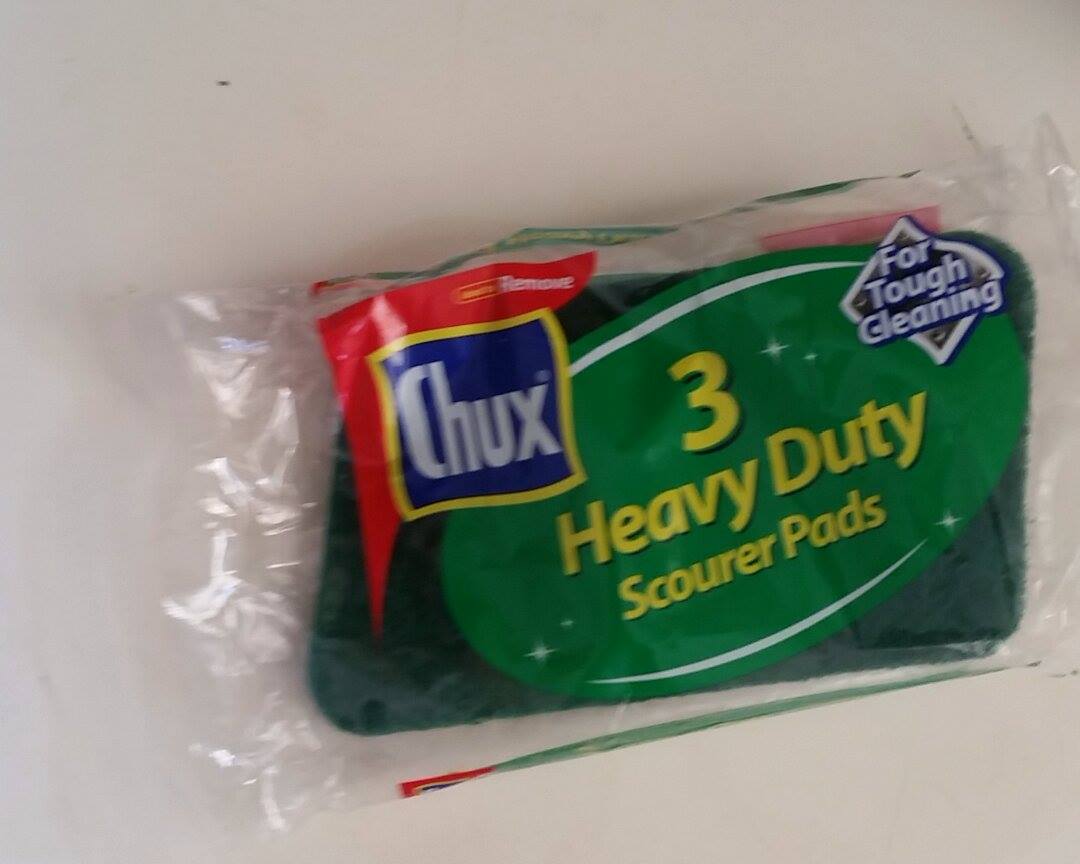 Remove
Chux
For
Tough
Cleaning
3
Heavy Duty
Scourer Pads